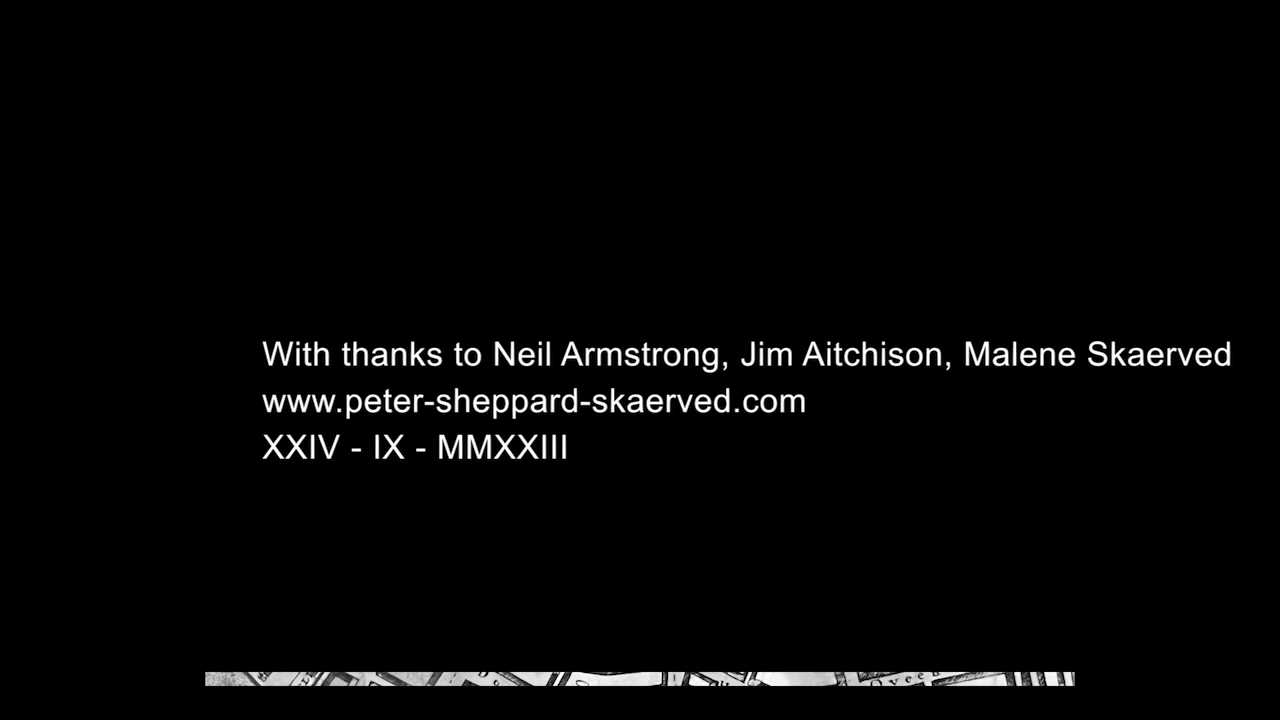 With thanks to Neil Armstrong, Jim Aitchison, Malene Skaerved
www.peter-sheppard-skaerved.com
XXIV - IX - MMXXIII